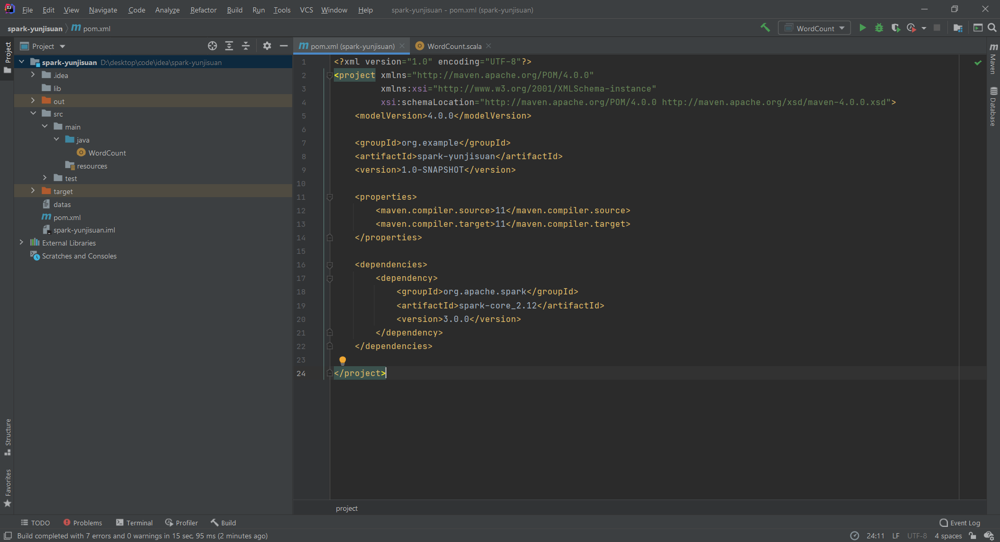 File Edit View Navigate Code Analyze Refactor Build Run Tools VCS Window Help spark-yunjisuan - pom.xml (spark-yunjisuan)
spark-yunjisuan m pom.xml
WordCount
Project
Project
pom.xml (spark-yunjisuan)
WordCount.scala
spark-yunjisuan D:\desktop\code\idea\spark-yunjisuan
.idea
lib
out
src
main
java
WordCount
resources
test
target
datas
pom.xml
spark-yunjisuan.iml
External Libraries
Scratches and Consoles
1 <?xml version="1.0" encoding="UTF-8"?>
2 <project xmlns="http://maven.apache.org/POM/4.0.0"
3 xmlns:xsi="http://www.w3.org/2001/XMLSchema-instance"
4 xsi:schemaLocation="http://maven.apache.org/POM/4.0.0 http://maven.apache.org/xsd/maven-4.0.0.xsd">
5 <modelVersion>4.0.0</modelVersion>
6
7 <groupId>org.example</groupId>
8 <artifactId>spark-yunjisuan</artifactId>
9 <version>1.0-SNAPSHOT</version>
10
11 <properties>
12 <maven.compiler.source>11</maven.compiler.source>
13 <maven.compiler.target>11</maven.compiler.target>
14 </properties>
15
16 <dependencies>
17 <dependency>
18 <groupId>org.apache.spark</groupId>
19 <artifactId>spark-core_2.12</artifactId>
20 <version>3.0.0</version>
21 </dependency>
22 </dependencies>
23
24 </project>
Maven
Database
Structure
Favorites
project
TODO Problems Terminal Profiler Build Event Log
Build completed with 7 errors and 0 warnings in 15 sec, 95 ms (2 minutes ago) 24:11 LF UTF-8 4 spaces